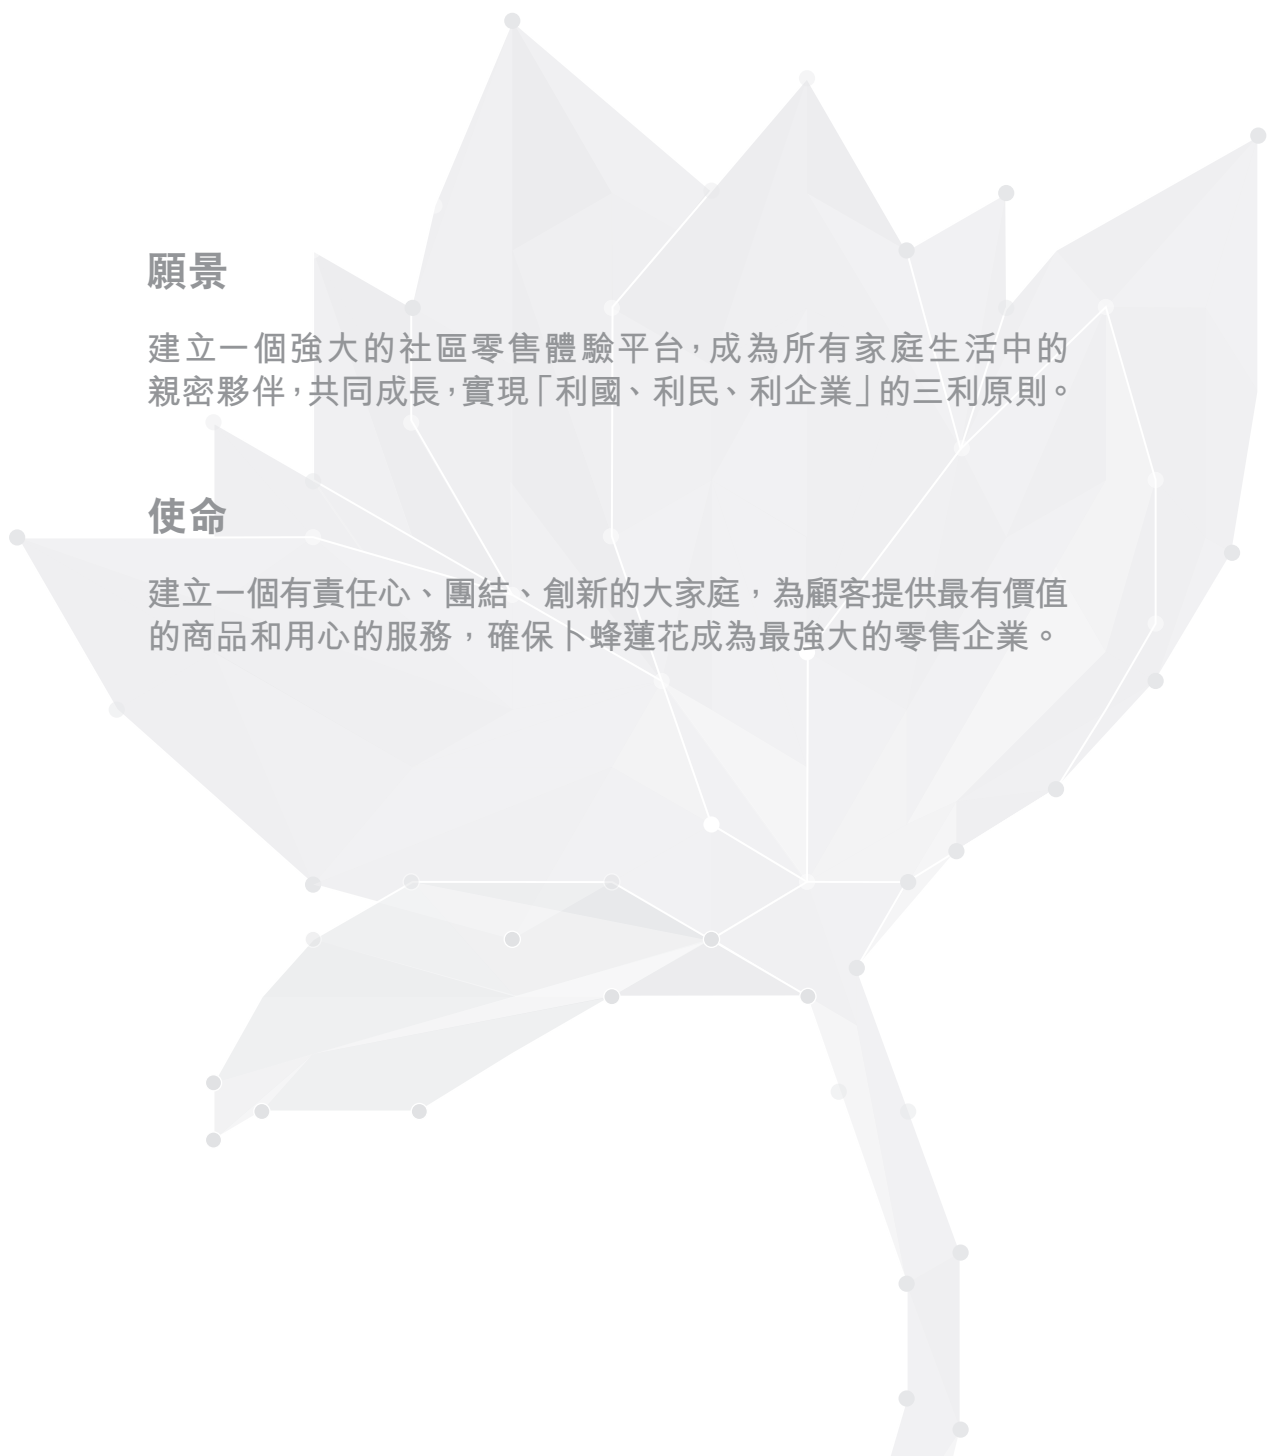 願景
建立一個強大的社區零售體驗平台，成為所有家庭生活中的
親密夥伴，共同成長，實現「利國、利民、利企業」的三利原則。
使命
建立一個有責任心、團結、創新的大家庭，為顧客提供最有價值
的商品和用心的服務，確保卜蜂蓮花成為最強大的零售企業。